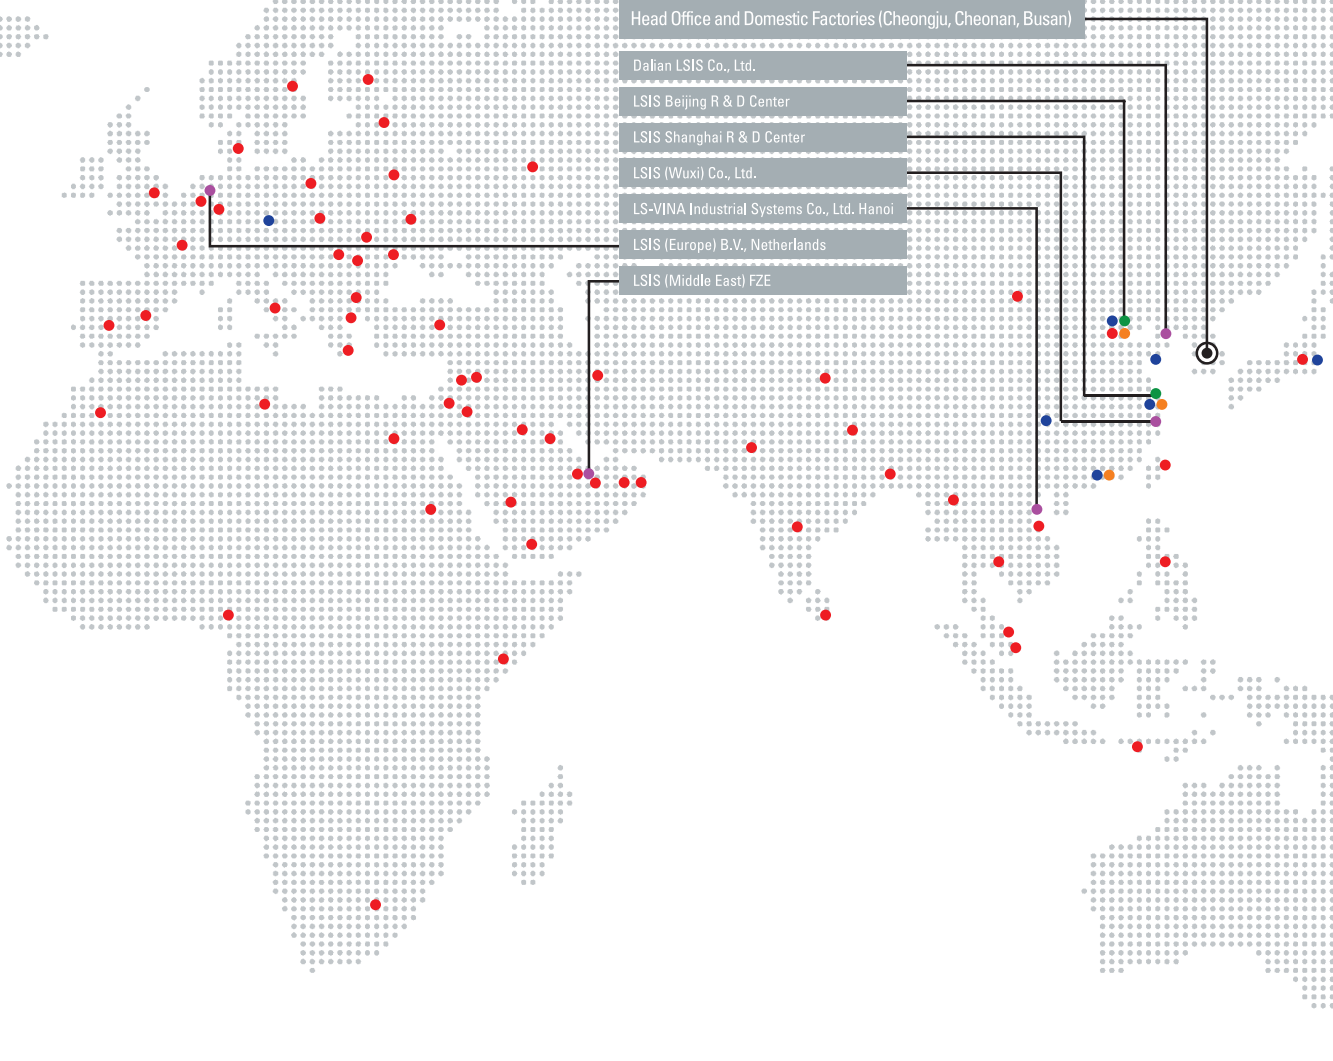 Head Office and Domestic Factories (Cheongju, Cheonan, Busan)
Dalian LSIS Co., Ltd.
LSIS Beijing R & D Center
LSIS Shanghai R & D Center
LSIS (Wuxi) Co., Ltd.
LS-VINA Industrial Systems Co., Ltd. Hanoi
LSIS (Europe) B.V., Netherlands
LSIS (Middle East) FZE